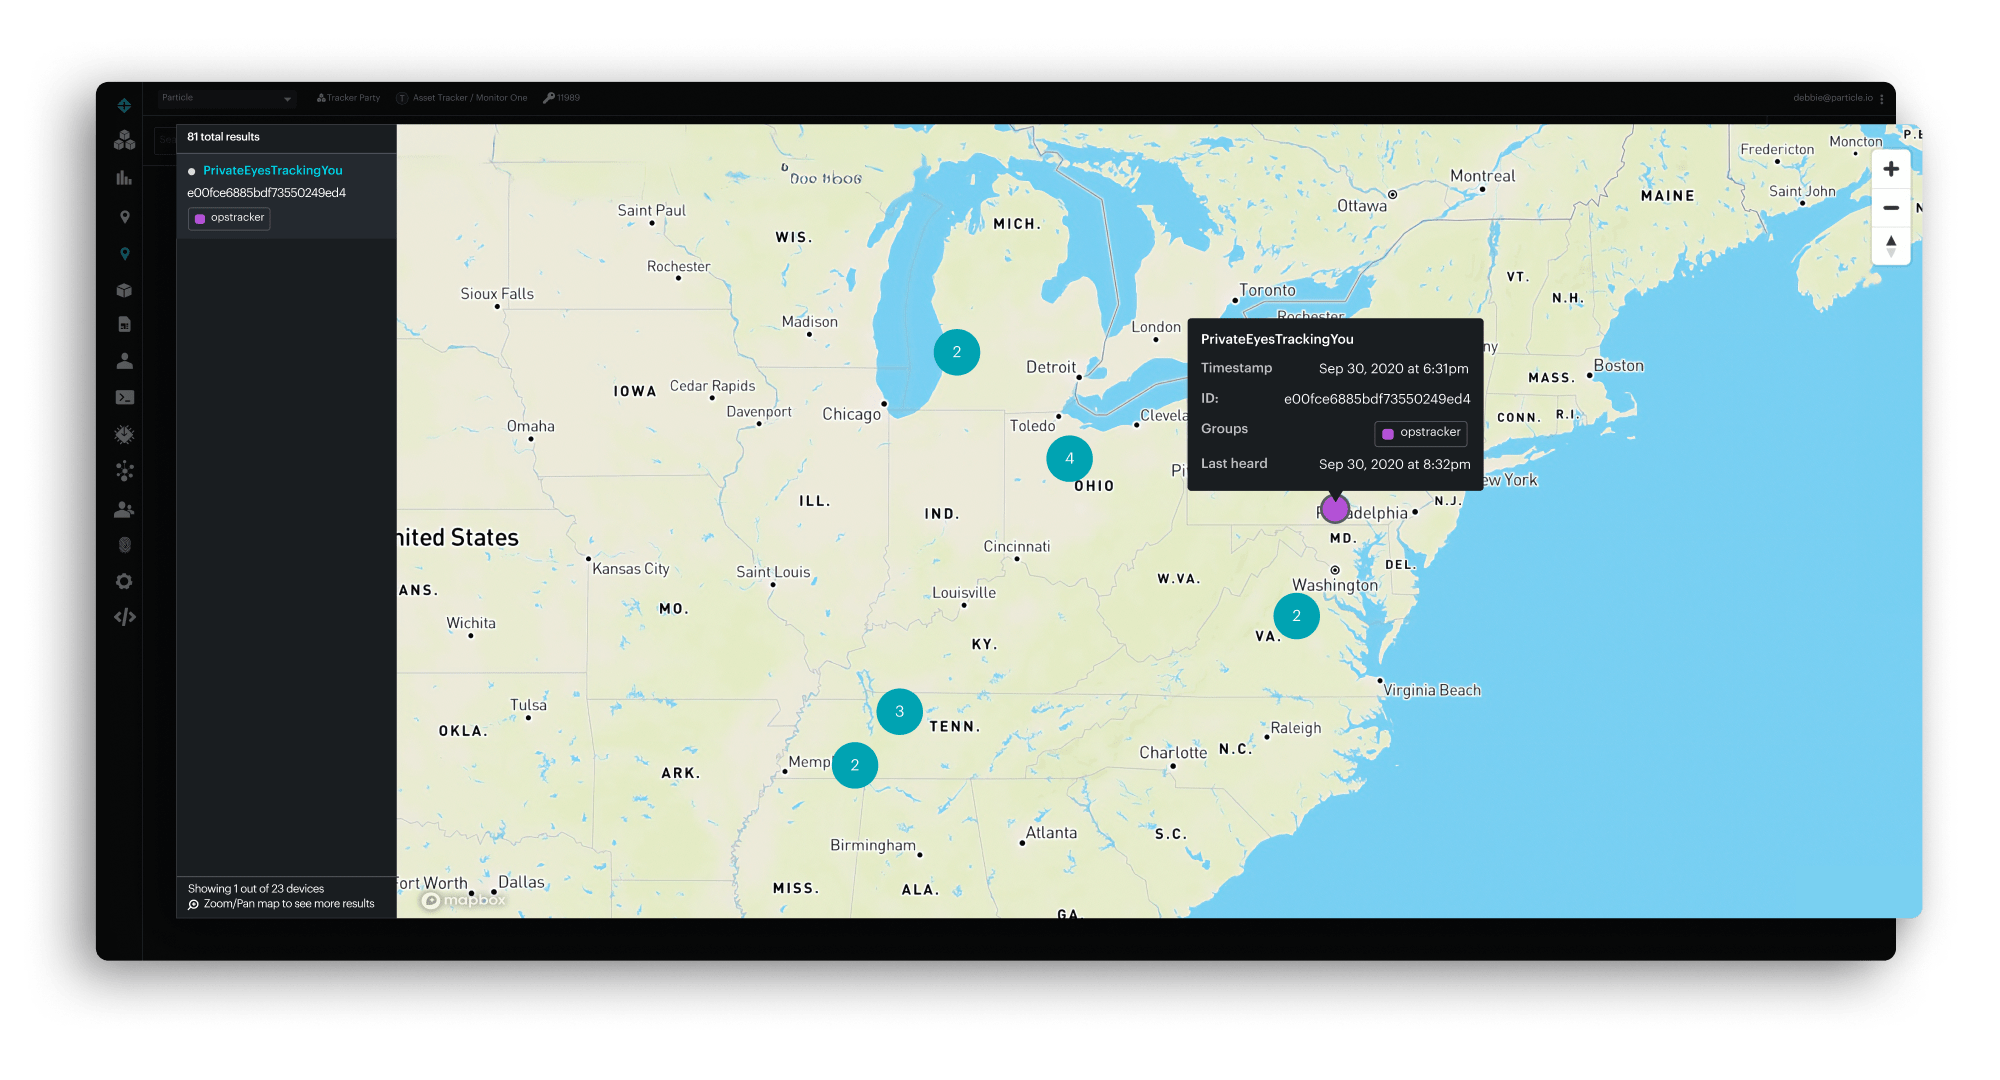 Particle
Tracker Party
T
Asset Tracker / Monitor One
11989
debbie@particle.io
81 total results
PrivateEyesTrackingYou
e00fce6885bdf73550249ed4
opstracker
Showing 1 out of 23 devices
Zoom/Pan map to see more results
Fredericton
Moncton
P.E
Montreal
MAINE
Saint John
N
Ottawa
Saint Paul
WIS.
MICH.
Rochester
VT.
N.H.
Sioux Falls
Toronto
Rochester
Madison
London
2
Detroit
Boston
MASS.
IOWA
Cedar Rapids
Davenport
Chicago
CONN.
R.I.
Omaha
Toledo
Clevela
4
OHIO
Pi
ew York
ny
PrivateEyesTrackingYou
Timestamp
Sep 30, 2020 at 6:31pm
ID:
e00fce6885bdf73550249ed4
Groups
opstracker
Last heard
Sep 30, 2020 at 8:32pm
ILL.
IND.
N.J.
adelphia
nited States
Cincinnati
MD.
Kansas City
Saint Louis
W.VA.
DEL.
Washington
ANS.
Louisville
MO.
2
Wichita
KY.
VA.
Virginia Beach
Tulsa
3
TENN.
OKLA.
Raleigh
Charlotte
N.C.
Memp
2
ARK.
Atlanta
S.C.
Birmingham
ort Worth
Dallas
MISS.
ALA.
mapbox
GA.